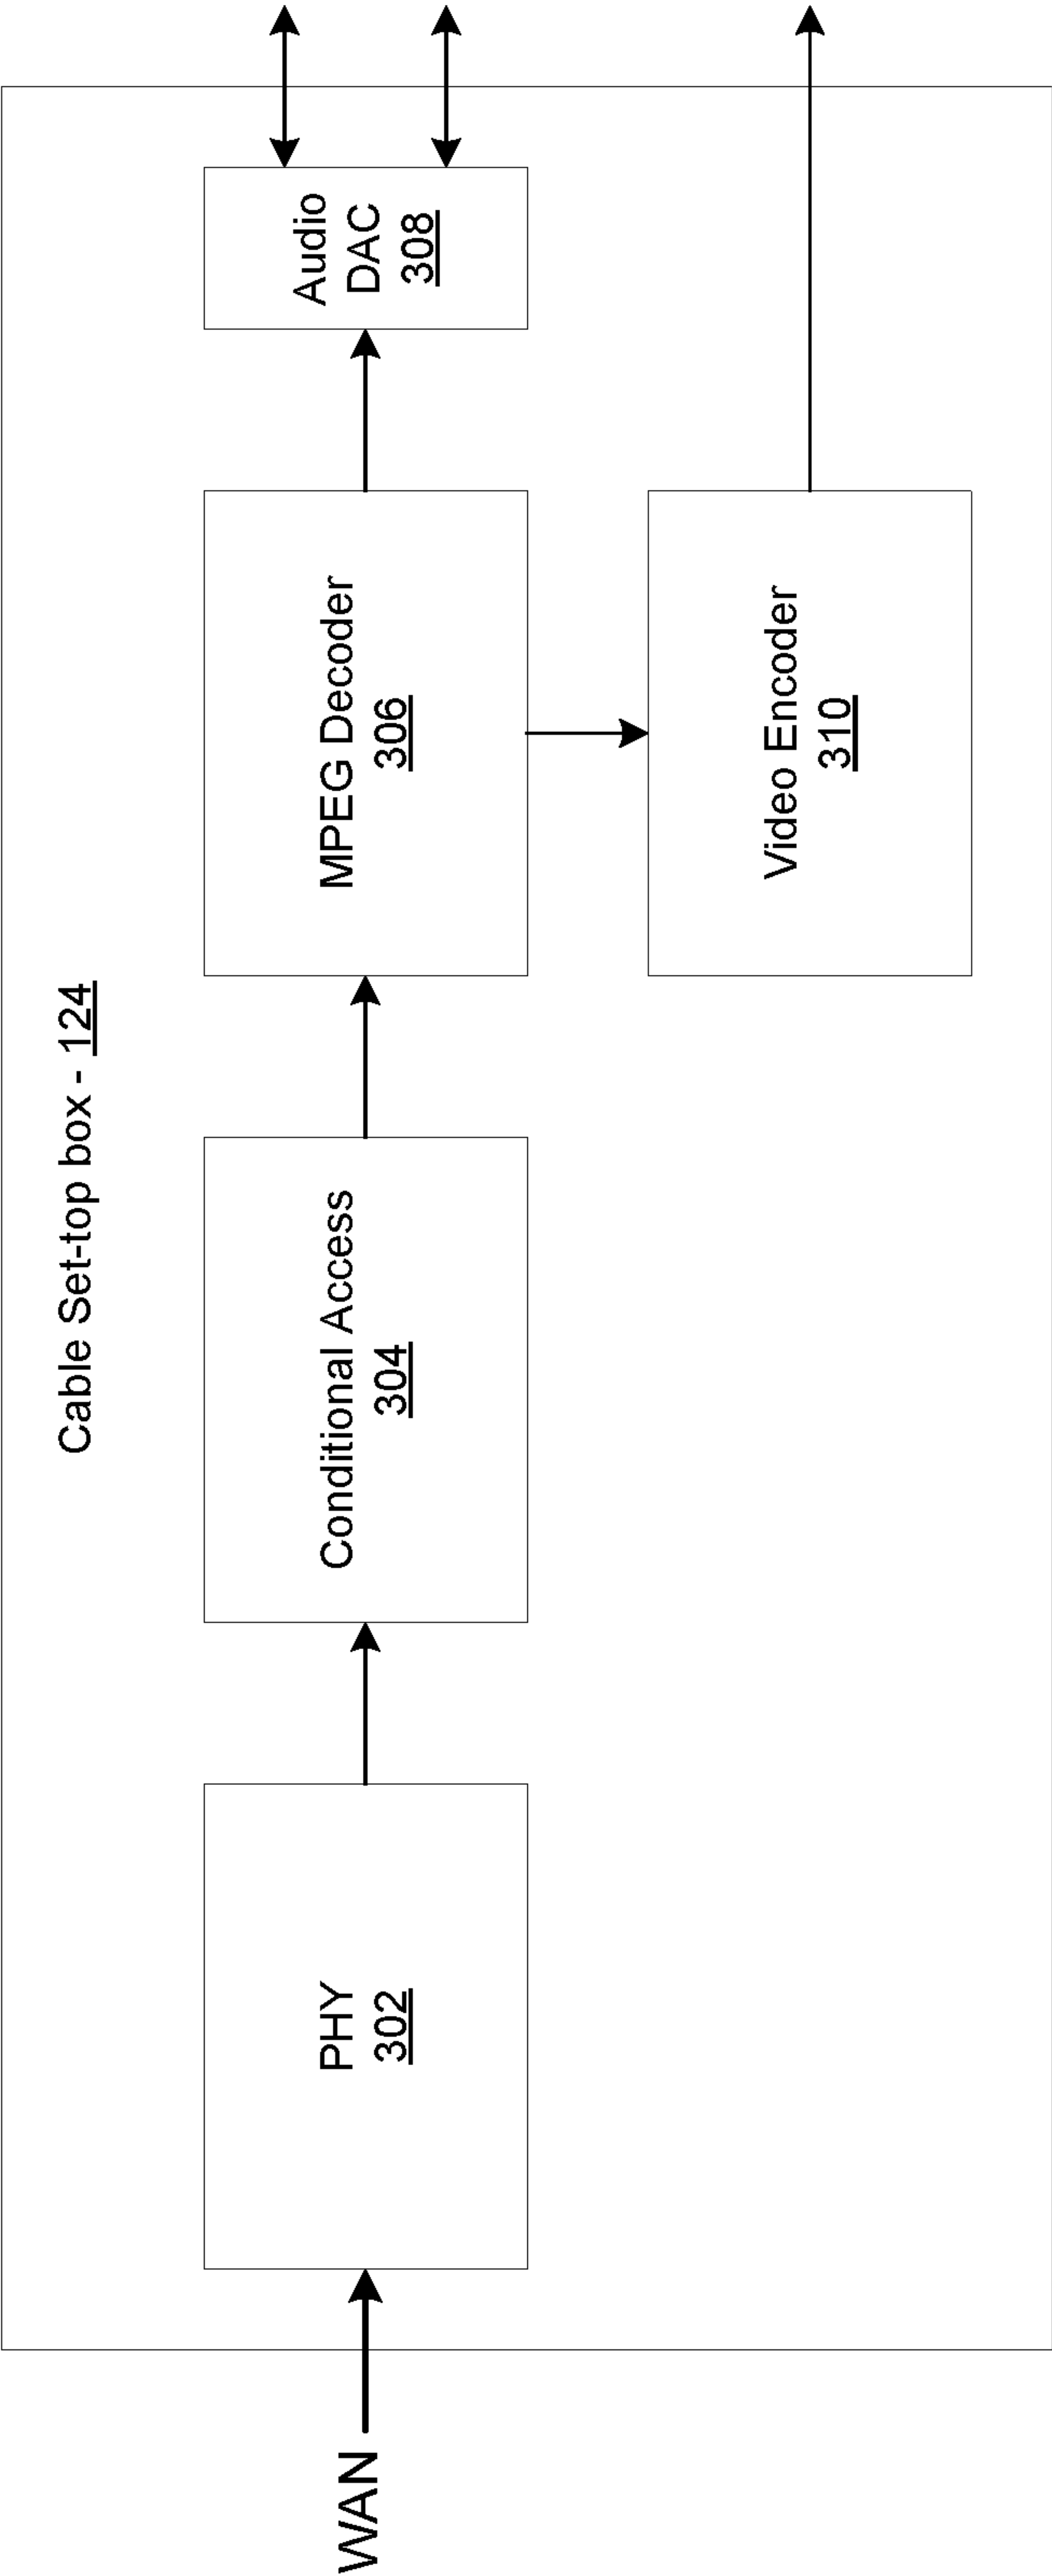 Cable Set-top box - 124
WAN
PHY
302
Conditional Access
304
MPEG Decoder
306
Audio
DAC
308
Video Encoder
310